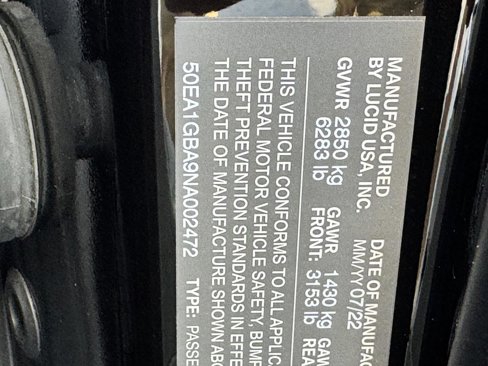 MANUFACTURED DATE OF MANUFAC
BY LUCID USA, INC. MM/YY 07/22
GVWR 2850 kg GAWR 1430 kg GAW
6283 lb FRONT: 3153 lb REA
THIS VEHICLE CONFORMS TO ALL APPLIC
FEDERAL MOTOR VEHICLE SAFETY, BUMP
THEFT PREVENTION STANDARDS IN EFFE
THE DATE OF MANUFACTURE SHOWN ABO
50EA1GBA9NA002472 TYPE: PASSE